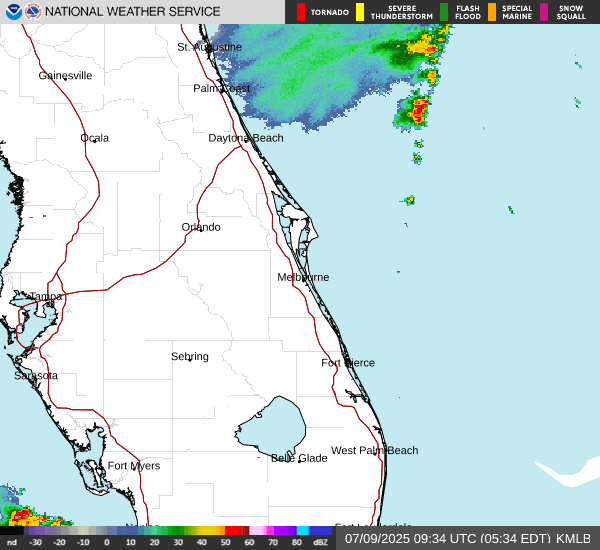 NATIONAL WEATHER SERVICE
TORNADO
SEVERE THUNDERSTORM
FLASH FLOOD
SPECIAL MARINE
SNOW SQUALL
St. Augustine
Gainesville
Palm Coast
Ocala
Daytona Beach
Orlando
Melbourne
Tampa
Sebring
Fort Pierce
Sarasota
West Palm Beach
Belle Glade
Fort Myers
nd -30 -20 -10 0 10 20 30 40 50 60 70 80 dBZ
07/09/2025 09:34 UTC (05:34 EDT) KMLB